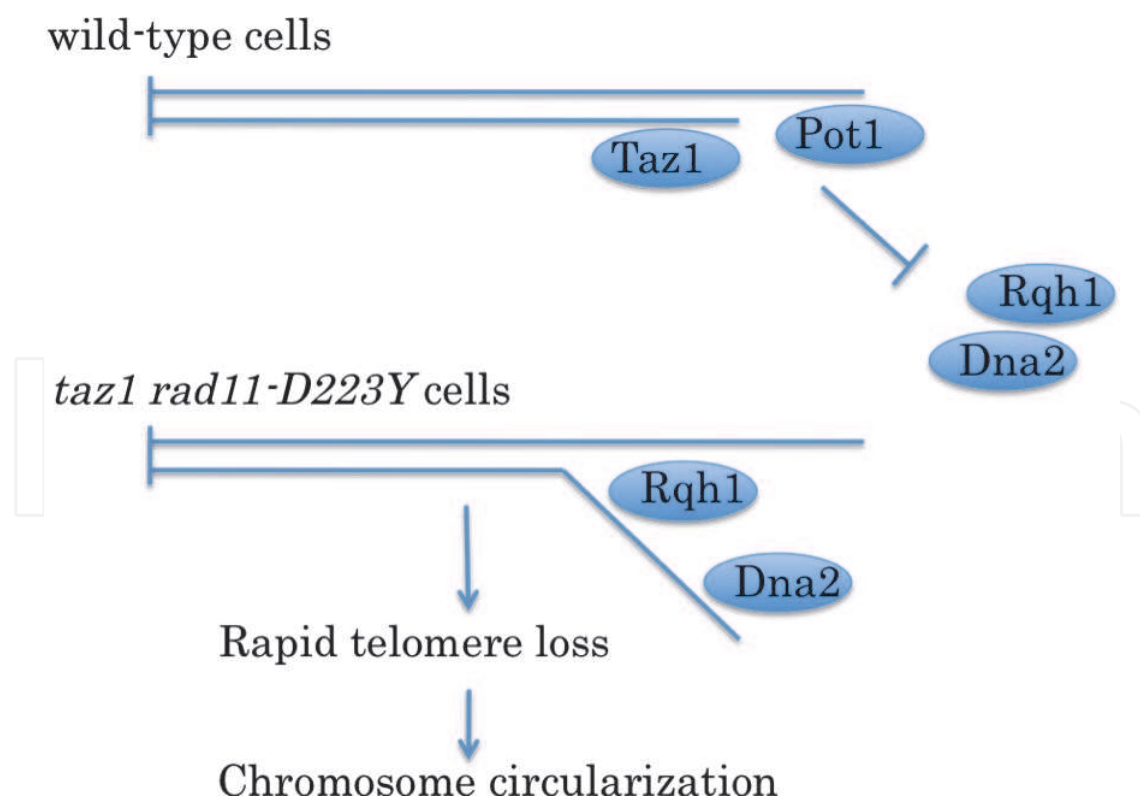 wild-type cells
Pot1
Taz1
Rqh1
Dna2
taz1 rad11-D223Y cells
Rqh1
Dna2
Rapid telomere loss
Chromosome circularization